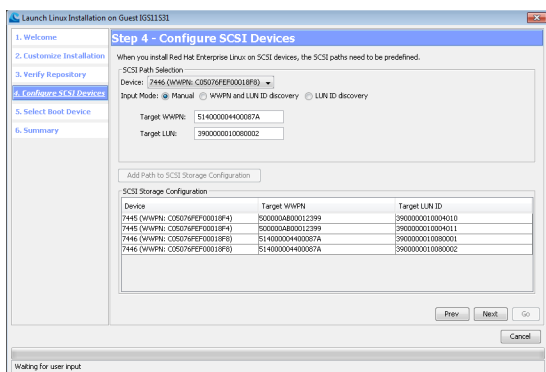 Launch Linux Installation on Guest IGS11S31
1. Welcome
2. Customize Installation
3. Verify Repository
4. Configure SCSI Devices
5. Select Boot Device
6. Summary
Step 4 - Configure SCSI Devices
When you install Red Hat Enterprise Linux on SCSI devices, the SCSI paths need to be predefined.
SCSI Path Selection
Device: 7446 (WWPN: C05076FEF00018F8)
Input Mode: Manual WWPN and LUN ID discovery LUN ID discovery
Target WWPN: 514000004400087A
Target LUN: 3900000010080002
Add Path to SCSI Storage Configuration
SCSI Storage Configuration
Device Target WWPN Target LUN ID
7445 (WWPN: C05076FEF00018F4) 500000AB00012399 3900000010004010
7445 (WWPN: C05076FEF00018F4) 500000AB00012399 3900000010004011
7446 (WWPN: C05076FEF00018F8) 514000004400087A 3900000010080001
7446 (WWPN: C05076FEF00018F8) 514000004400087A 3900000010080002
Prev Next Go
Cancel
Waiting for user input